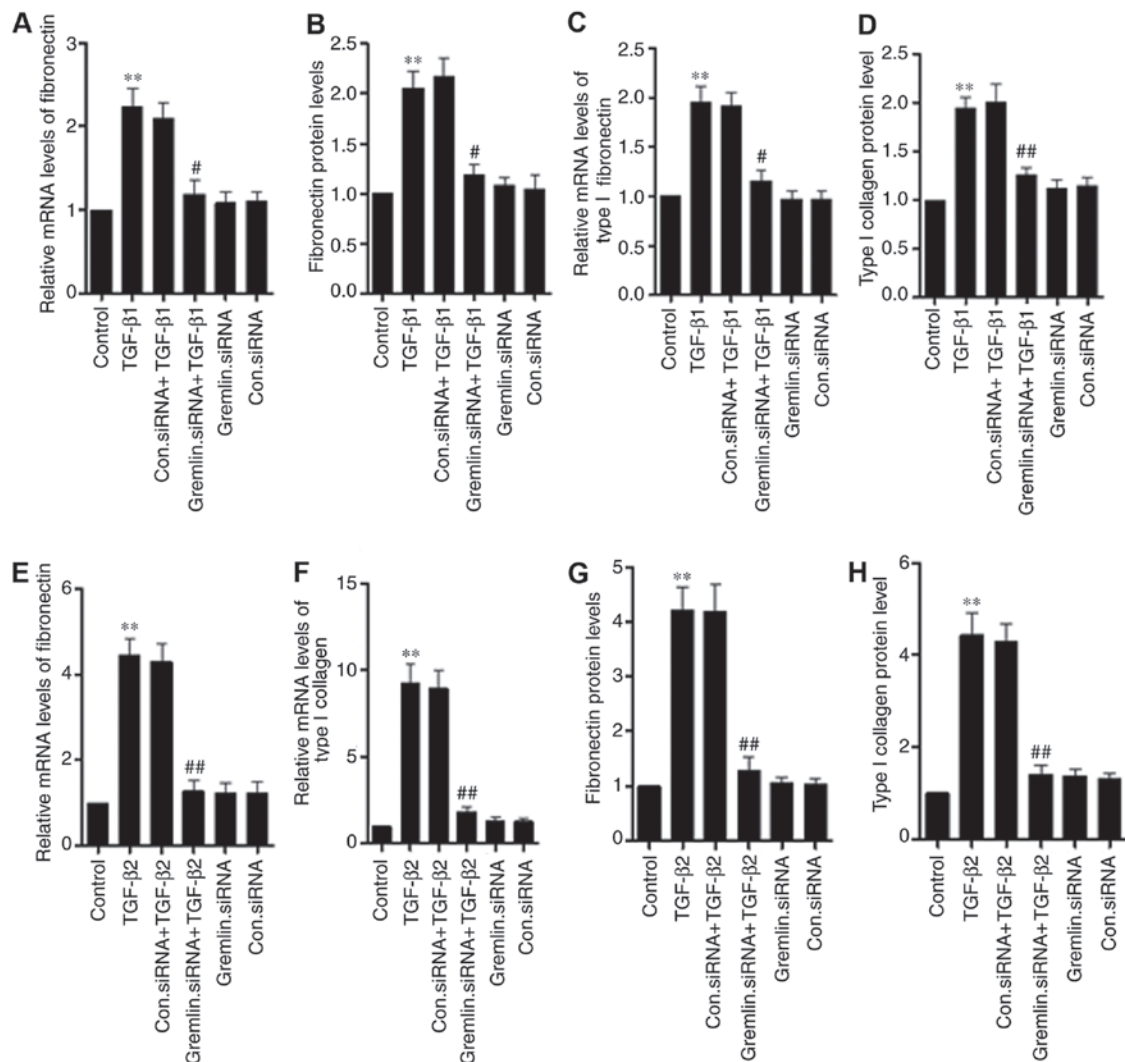 A
Relative mRNA levels of fibronectin
3
2
1
0
**
#
Control
TGF-β1
Con.siRNA+ TGF-β1
Gremlin.siRNA+ TGF-β1
Gremlin.siRNA
Con.siRNA
B
Fibronectin protein levels
2.5
2.0
1.5
1.0
0.5
0.0
**
#
Control
TGF-β1
Con.siRNA+ TGF-β1
Gremlin.siRNA+ TGF-β1
Gremlin.siRNA
Con.siRNA
C
Relative mRNA levels of
type I fibronectin
2.5
2.0
1.5
1.0
0.5
0.0
**
#
Control
TGF-β1
Con.siRNA+ TGF-β1
Gremlin.siRNA+ TGF-β1
Gremlin.siRNA
Con.siRNA
D
Type I collagen protein level
2.5
2.0
1.5
1.0
0.5
0.0
**
##
Control
TGF-β1
Con.siRNA+ TGF-β1
Gremlin.siRNA+ TGF-β1
Gremlin.siRNA
Con.siRNA
E
Relative mRNA levels of fibronectin
6
4
2
0
**
##
Control
TGF-β2
Con.siRNA+ TGF-β2
Gremlin.siRNA+ TGF-β2
Gremlin.siRNA
Con.siRNA
F
Relative mRNA levels of
type I collagen
15
10
5
0
**
##
Control
TGF-β2
Con.siRNA+ TGF-β2
Gremlin.siRNA+ TGF-β2
Gremlin.siRNA
Con.siRNA
G
Fibronectin protein levels
5
4
3
2
1
0
**
##
Control
TGF-β2
Con.siRNA+ TGF-β2
Gremlin.siRNA+ TGF-β2
Gremlin.siRNA
Con.siRNA
H
Type I collagen protein level
6
4
2
0
**
##
Control
TGF-β2
Con.siRNA+ TGF-β2
Gremlin.siRNA+ TGF-β2
Gremlin.siRNA
Con.siRNA